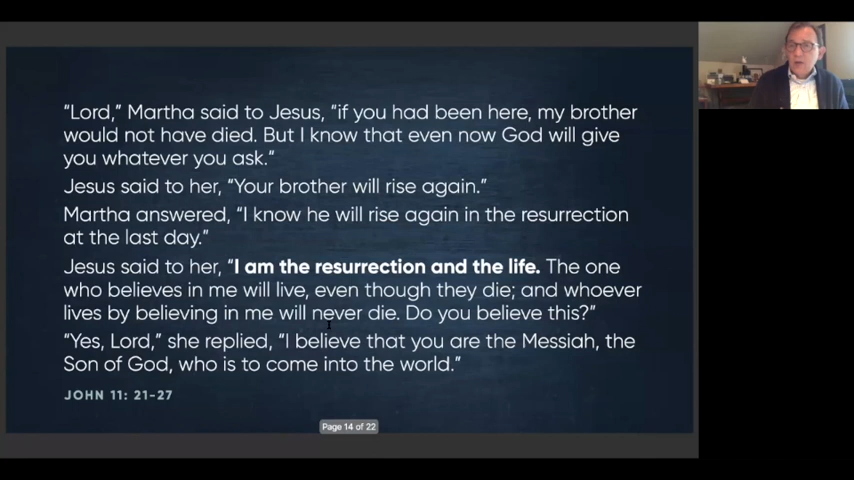 “Lord,” Martha said to Jesus, “if you had been here, my brother
would not have died. But I know that even now God will give
you whatever you ask.“
Jesus said to her, “Your brother will rise again.”
Martha answered, “I know he will rise again in the resurrection
at the last day.”
Jesus said to her, “I am the resurrection and the life. The one
who believes in me will live, even though they die; and whoever
lives by believing in me will never die. Do you believe this?”
“Yes, Lord,” she replied, “I believe that you are the Messiah, the
Son of God, who is to come into the world.”
JOHN 11: 21-27
Page 14 of 22